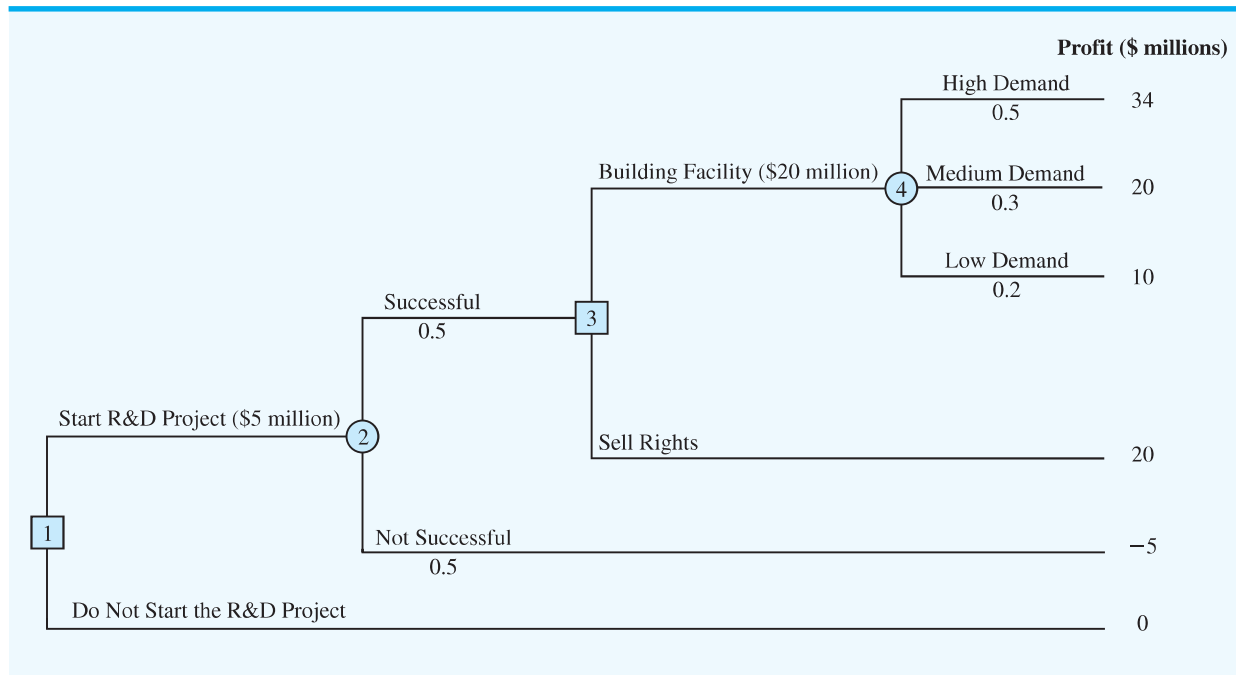 Profit ($ millions)
High Demand
34
0.5
Building Facility ($20 million)
4
Medium Demand
20
0.3
Low Demand
10
0.2
Successful
0.5
3
Start R&D Project ($5 million)
2
Sell Rights
20
1
Not Successful
−5
0.5
Do Not Start the R&D Project
0